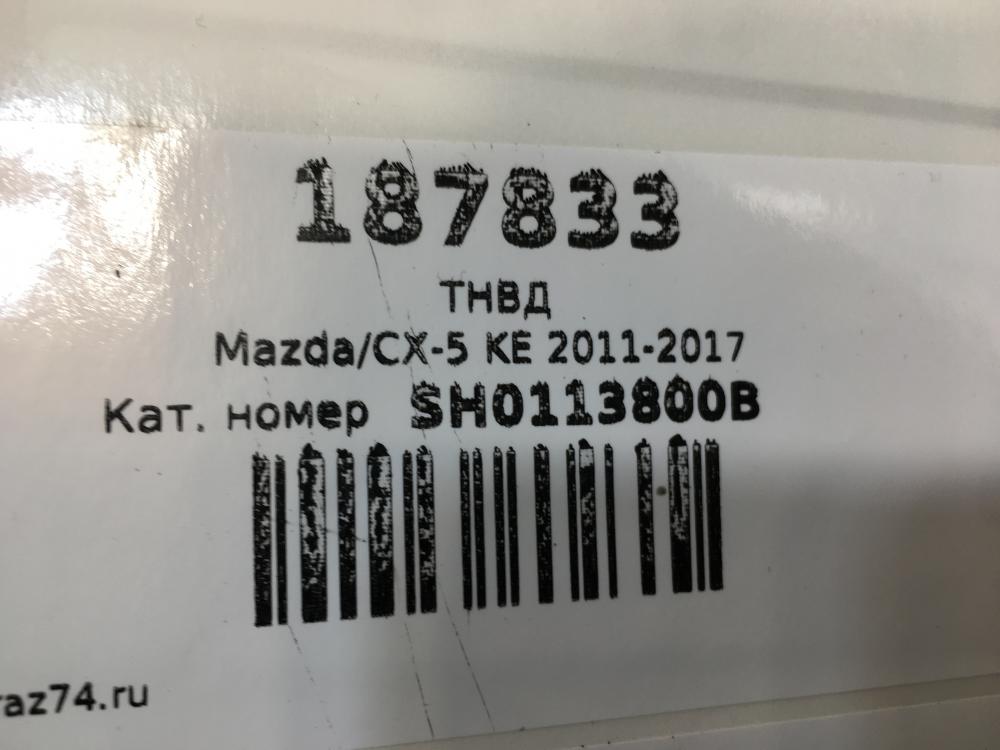 187833
ТНВД
Mazda/CX-5 KE 2011-2017
Кат. номер SH0113800B
raz74.ru